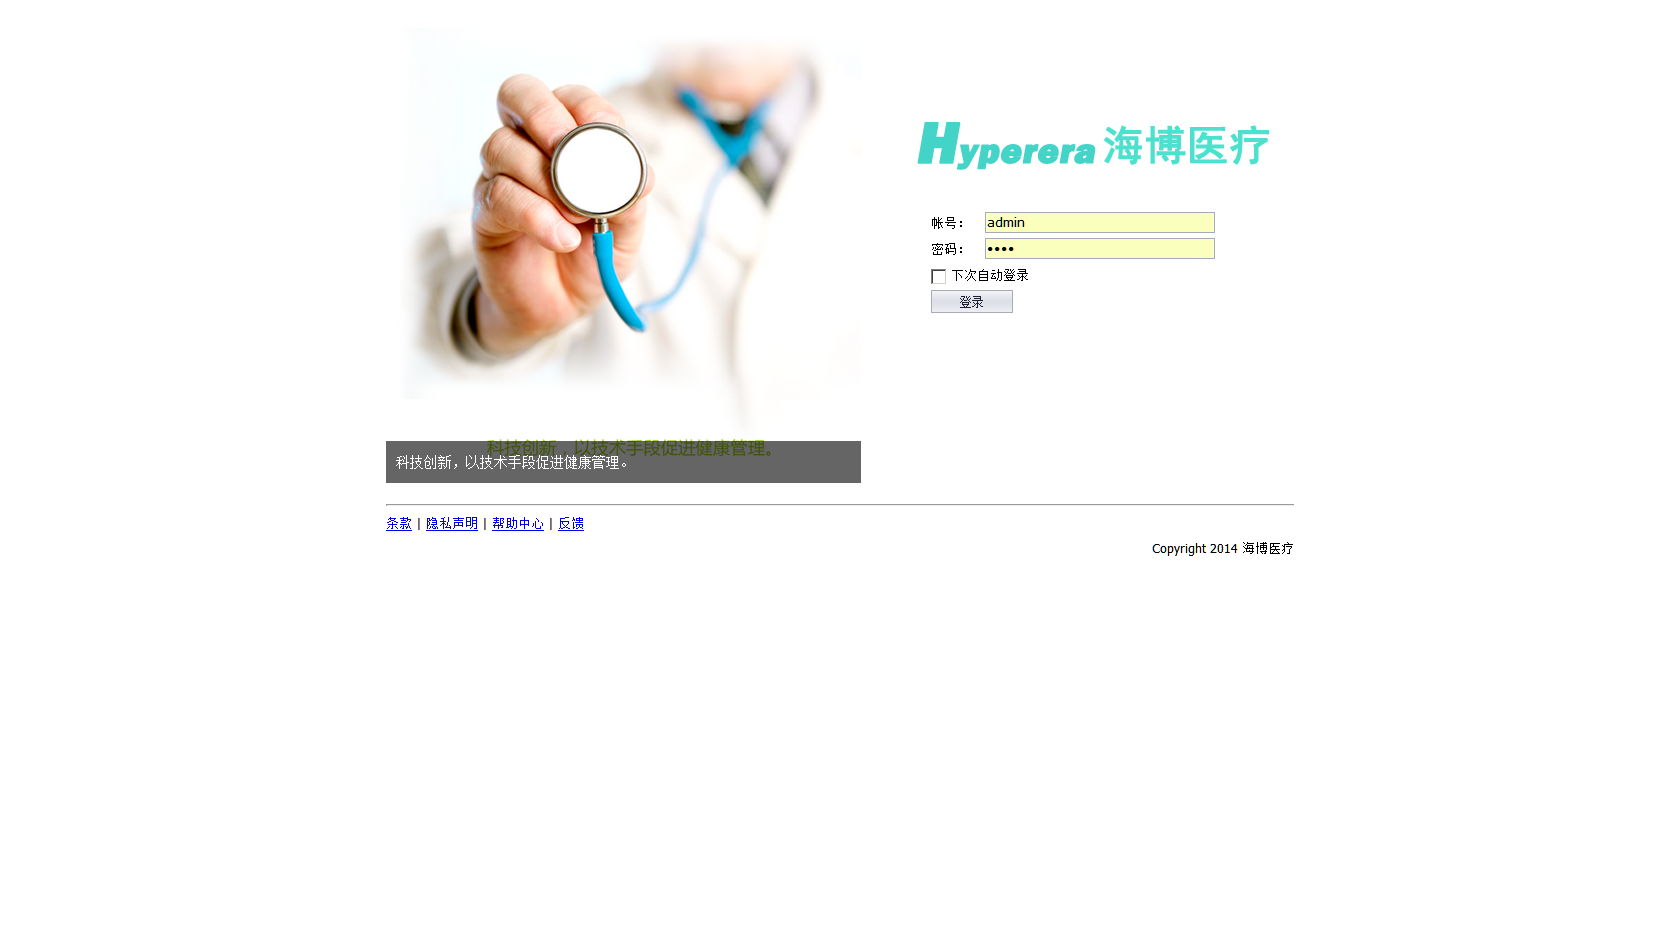 Hyperera 海博医疗
帐号：
admin
密码：
••••
下次自动登录
登录
科技创新，以技术手段促进健康管理。
科技创新，以技术手段促进健康管理。
条款 | 隐私声明 | 帮助中心 | 反馈
Copyright 2014 海博医疗